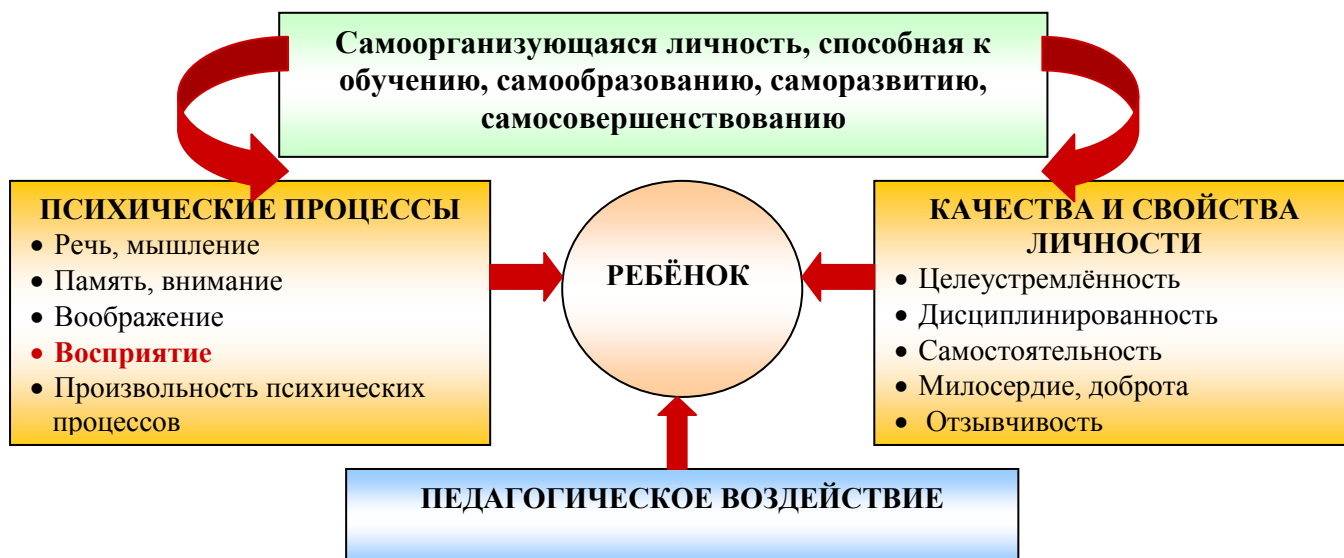 Самоорганизующаяся личность, способная к
обучению, самообразованию, саморазвитию,
самосовершенствованию
ПСИХИЧЕСКИЕ ПРОЦЕССЫ
• Речь, мышление
• Память, внимание
• Воображение
• Восприятие
• Произвольность психических
процессов
РЕБЁНОК
КАЧЕСТВА И СВОЙСТВА
ЛИЧНОСТИ
• Целеустремлённость
• Дисциплинированность
• Самостоятельность
• Милосердие, доброта
• Отзывчивость
ПЕДАГОГИЧЕСКОЕ ВОЗДЕЙСТВИЕ